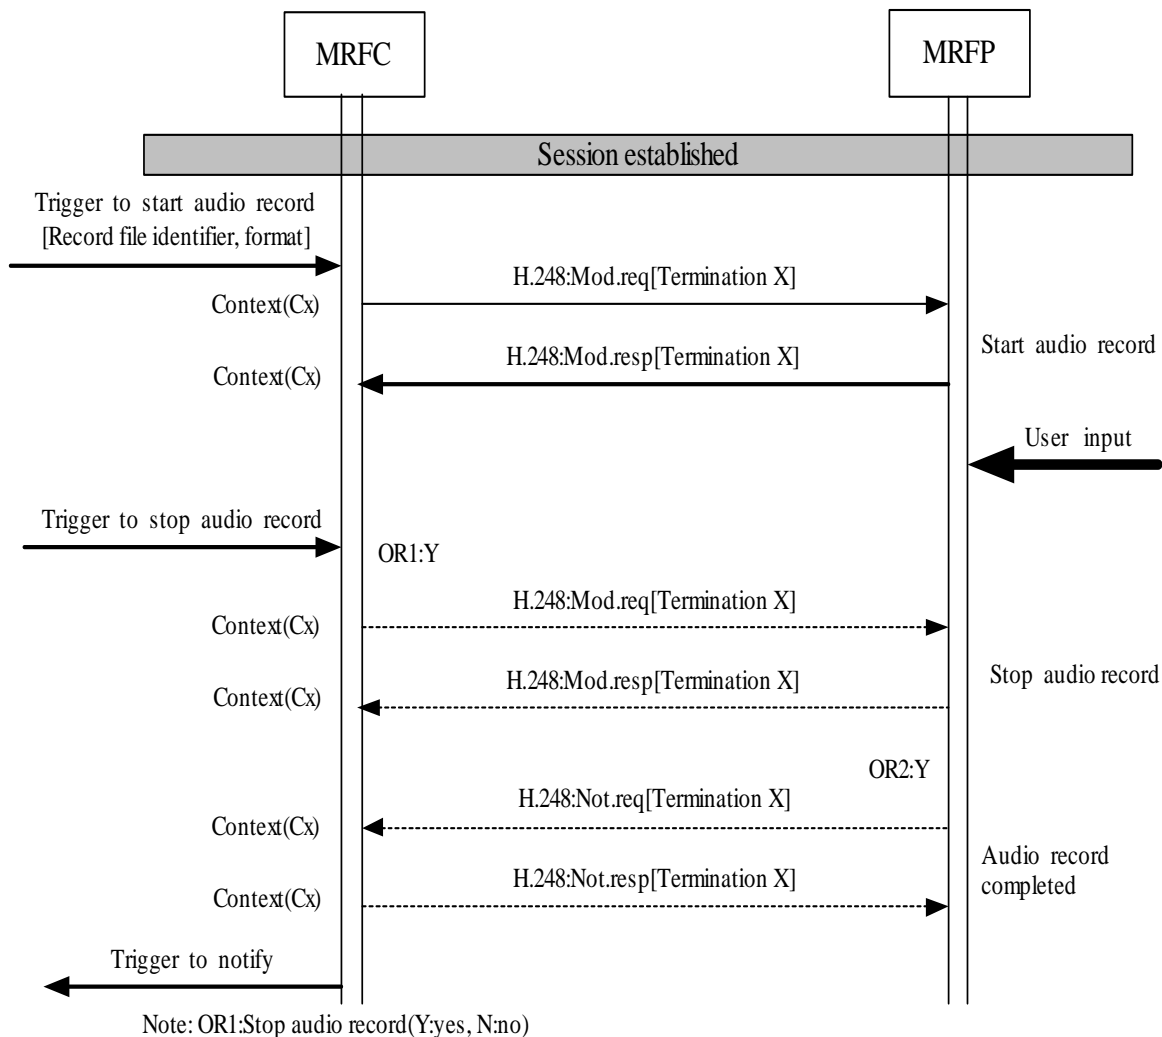 MRFC
MRFP
Session established
Trigger to start audio record
[Record file identifier, format]
H.248:Mod.req[Termination X]
Context(Cx)
Start audio record
H.248:Mod.resp[Termination X]
Context(Cx)
User input
Trigger to stop audio record
OR1:Y
H.248:Mod.req[Termination X]
Context(Cx)
Stop audio record
H.248:Mod.resp[Termination X]
Context(Cx)
OR2:Y
H.248:Not.req[Termination X]
Context(Cx)
Audio record
completed
H.248:Not.resp[Termination X]
Context(Cx)
Trigger to notify
Note: OR1:Stop audio record(Y:yes, N:no)